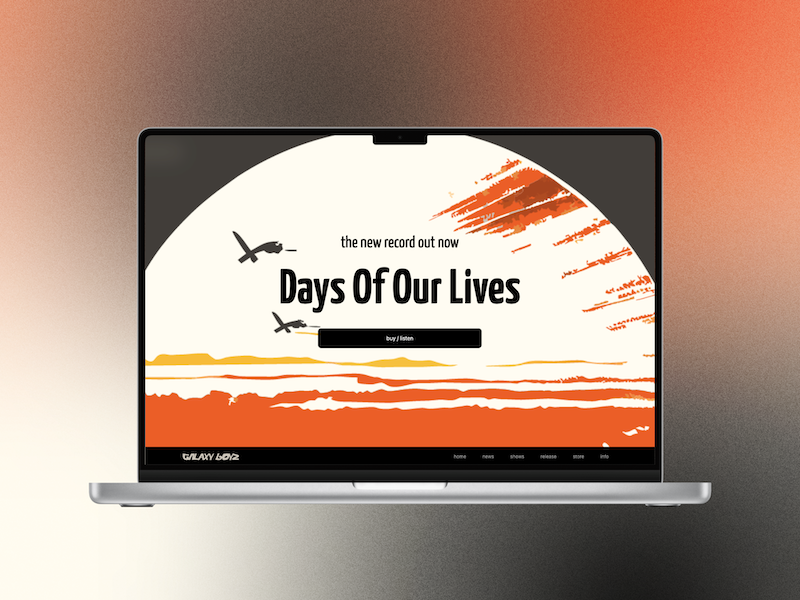 the new record out now
Days Of Our Lives
buy / listen
GALAXY BOYZ
home news shows release store info